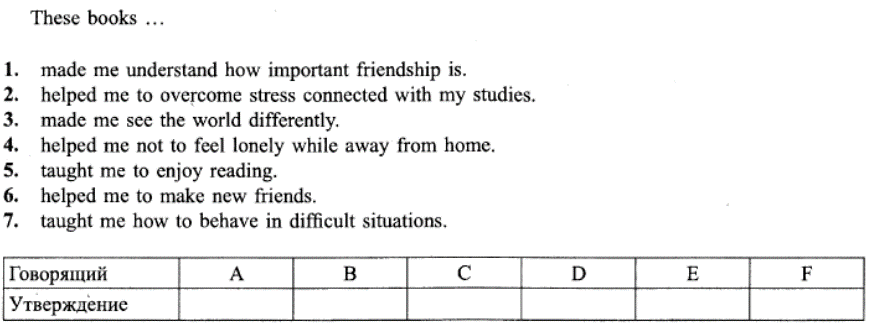 These books ...
1. made me understand how important friendship is.
2. helped me to overcome stress connected with my studies.
3. made me see the world differently.
4. helped me not to feel lonely while away from home.
5. taught me to enjoy reading.
6. helped me to make new friends.
7. taught me how to behave in difficult situations.
Говорящий A B C D E F
Утверждение